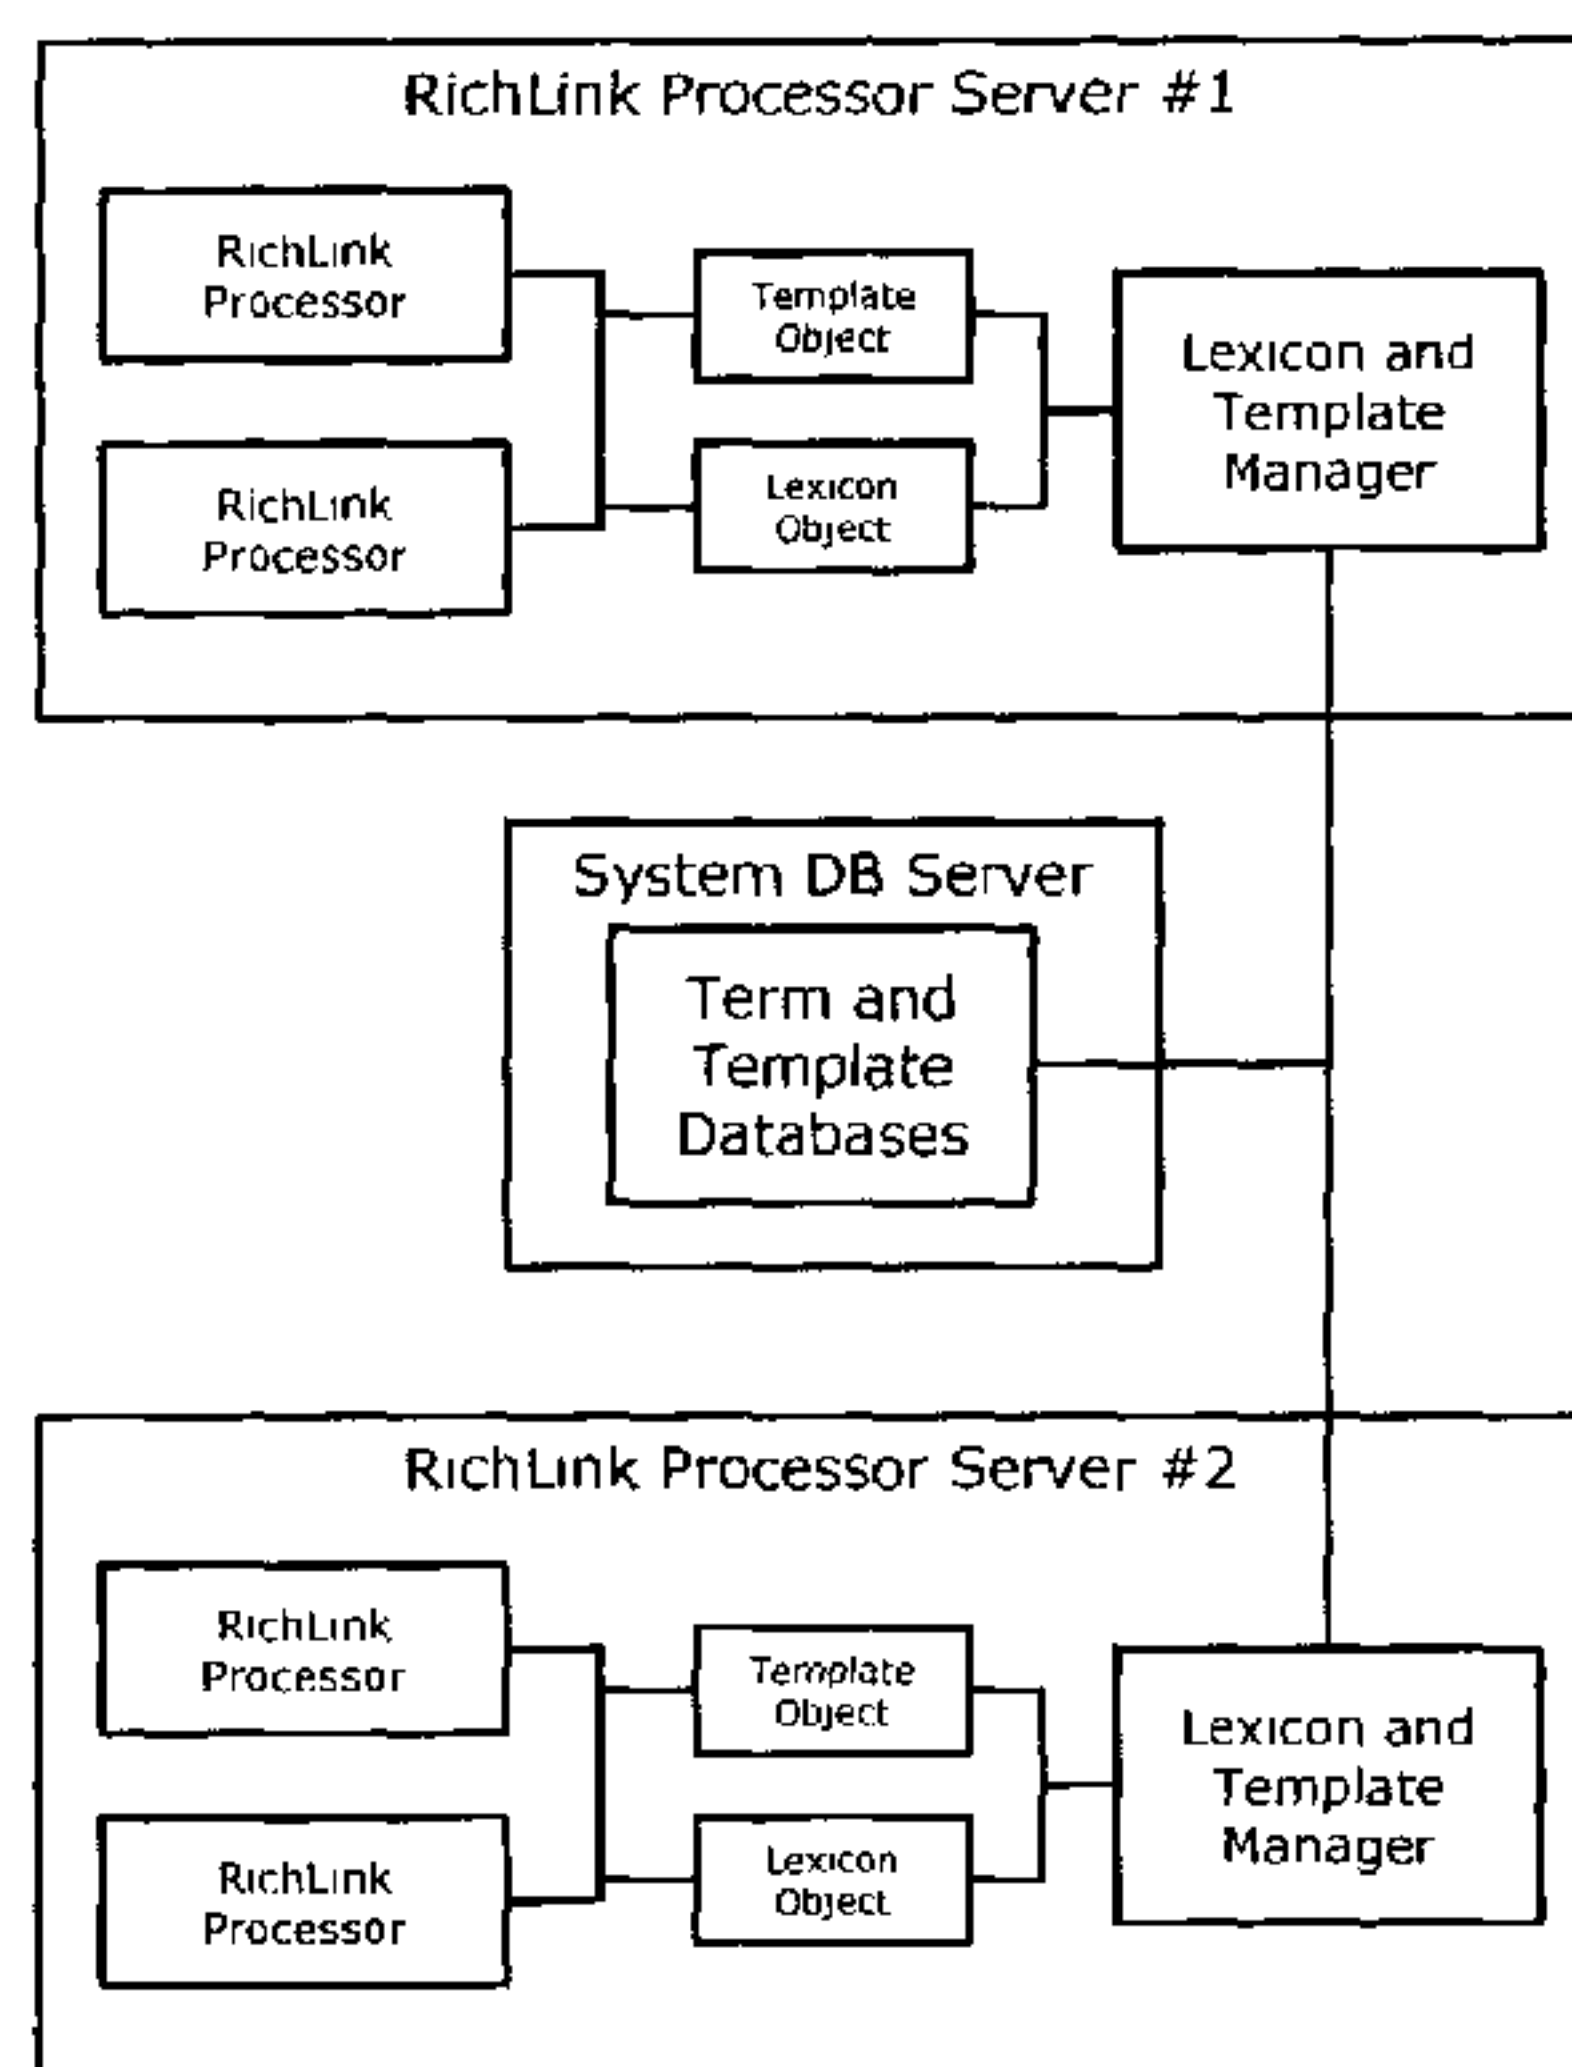 RichLink Processor Server #1
RichLink
Processor
Template
Object
Lexicon and
Template
Manager
RichLink
Processor
Lexicon
Object
System DB Server
Term and
Template
Databases
RichLink Processor Server #2
RichLink
Processor
Template
Object
Lexicon and
Template
Manager
RichLink
Processor
Lexicon
Object